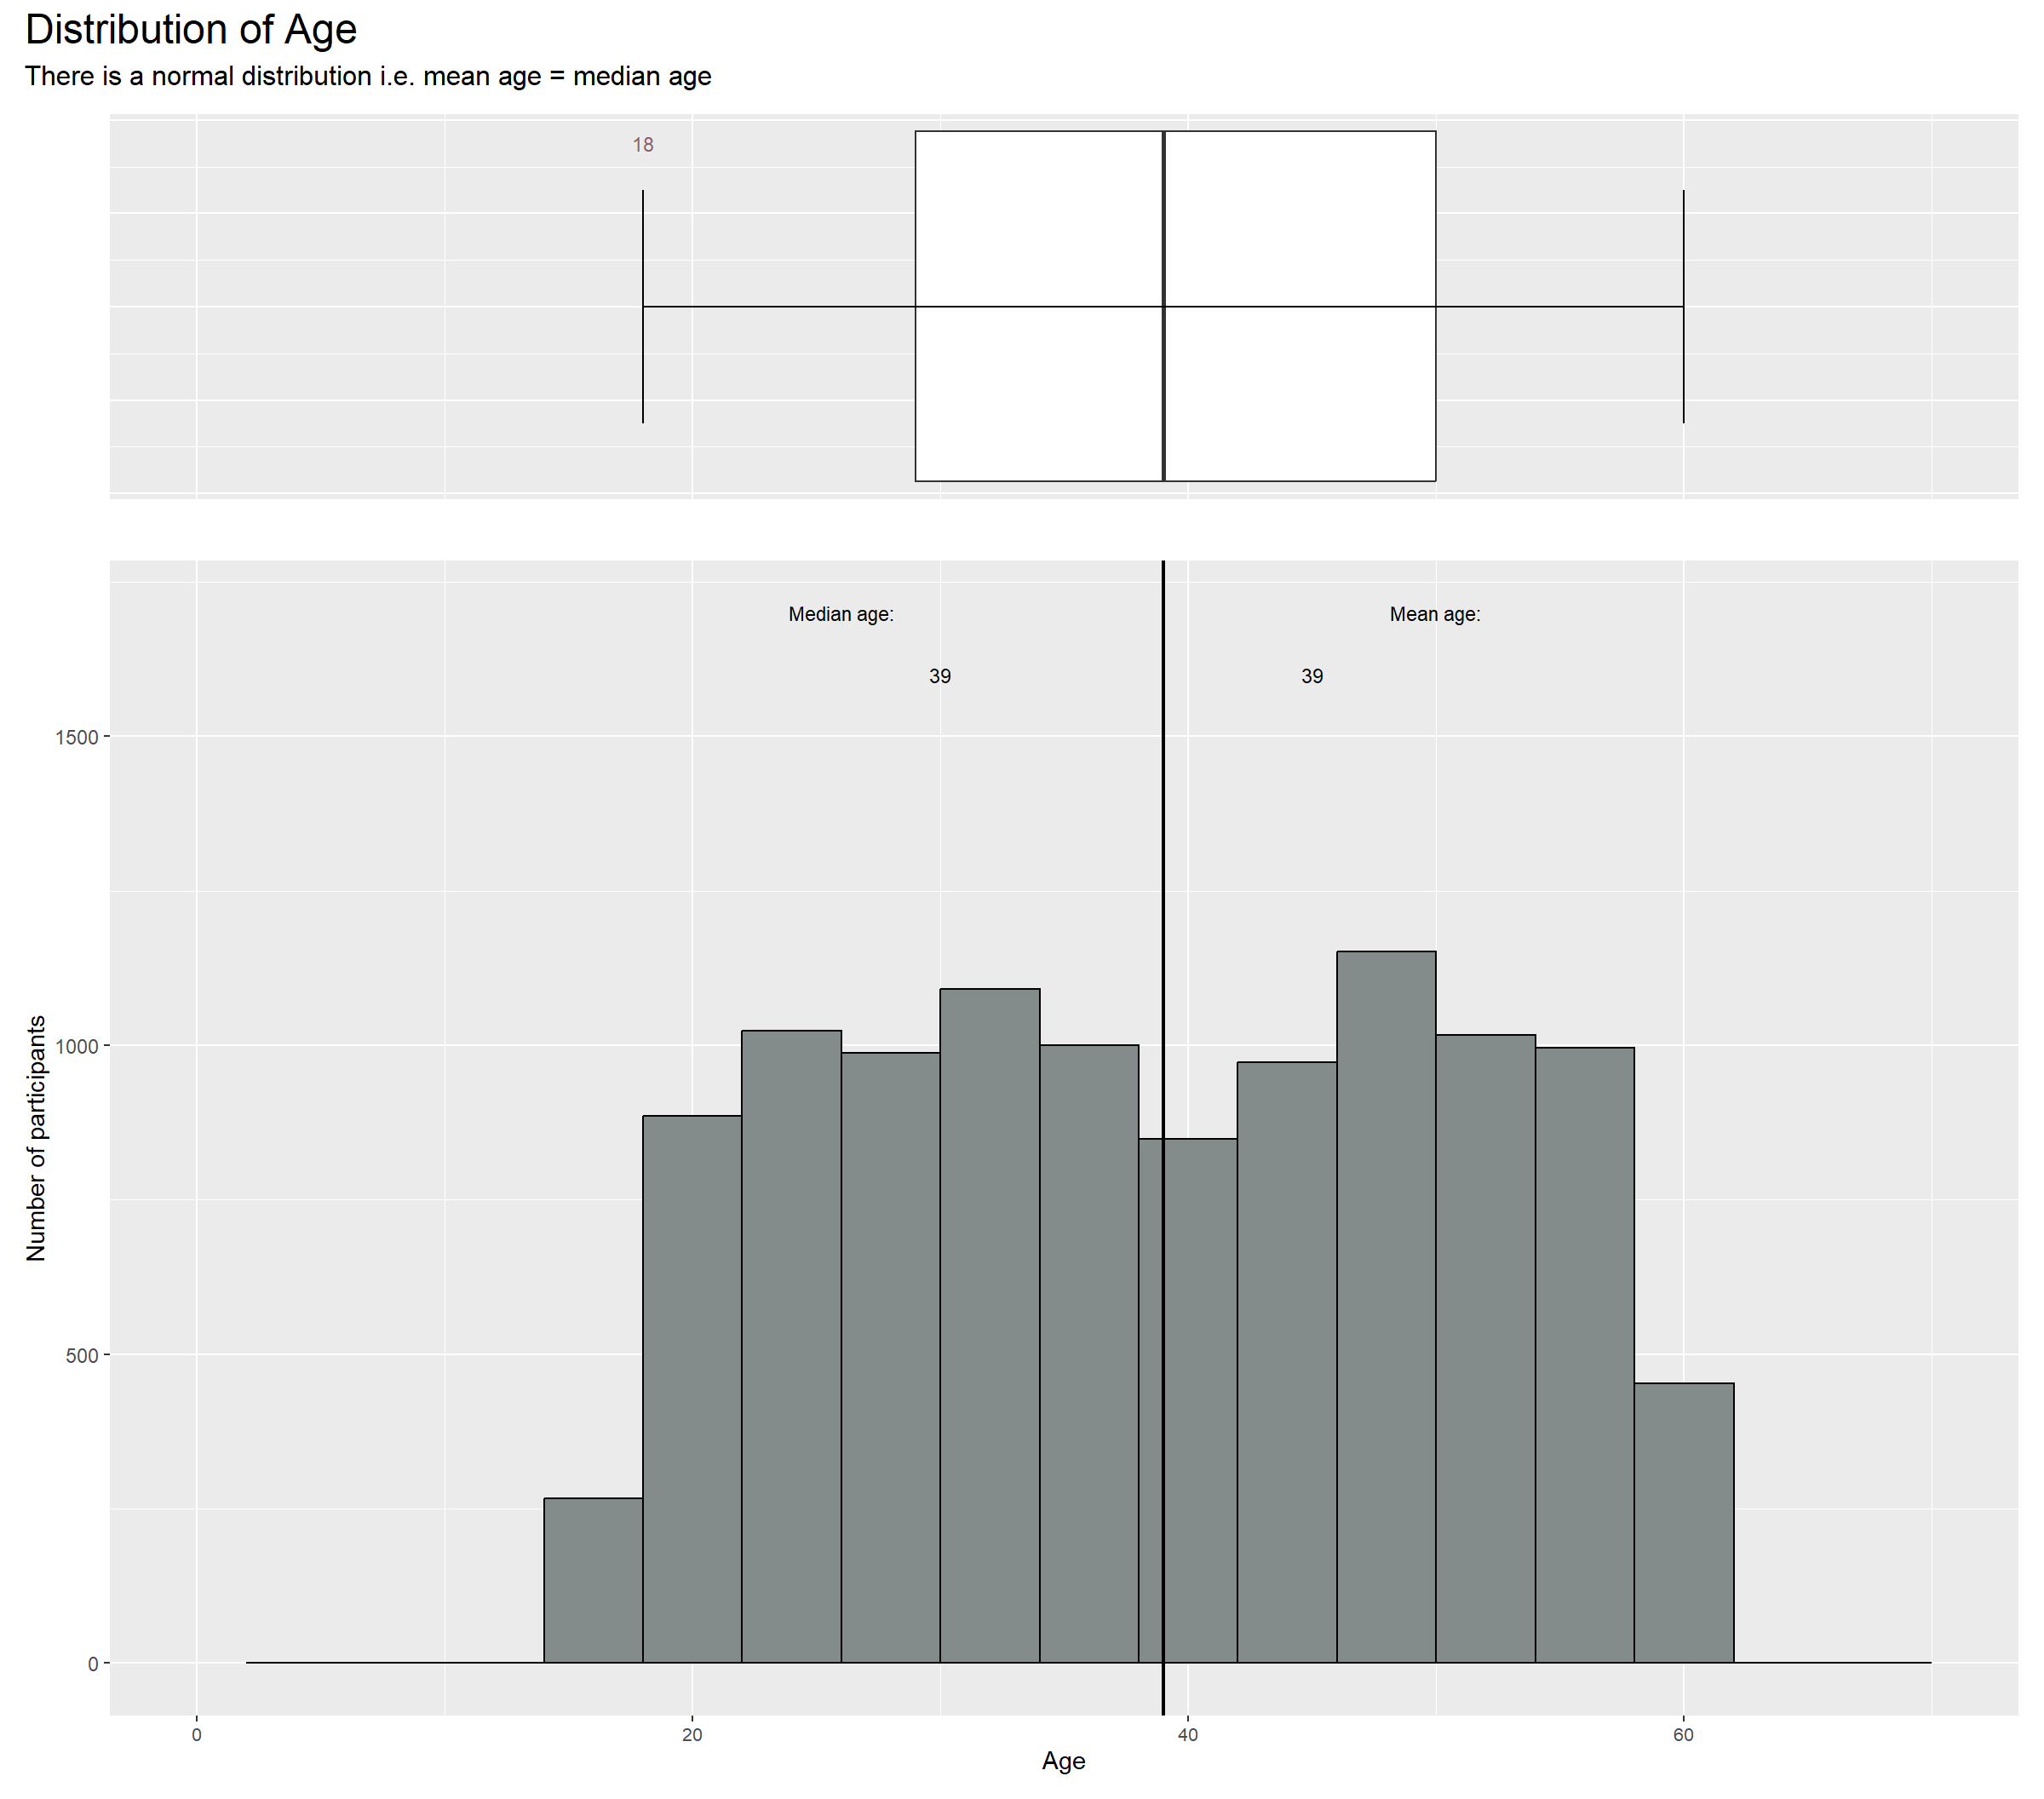 Distribution of Age
There is a normal distribution i.e. mean age = median age
18
Median age:
Mean age:
39
39
1500
1000
500
0
Number of participants
0
20
40
60
Age